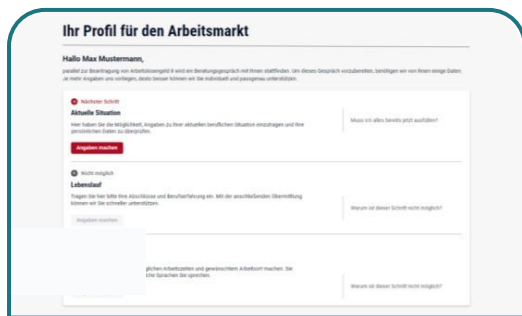 Ihr Profil für den Arbeitsmarkt
Hallo Max Mustermann,
parallel zur Beantragung von Arbeitslosengeld II wird ein Beratungsgespräch mit Ihnen stattfinden. Um dieses Gespräch vorzubereiten, benötigen wir von Ihnen einige Daten.
Je mehr Angaben uns vorliegen, desto besser können wir Sie individuell und passgenau unterstützen.
Nächster Schritt
Aktuelle Situation
Hier haben Sie die Möglichkeit, Angaben zu Ihrer aktuellen beruflichen Situation einzutragen und Ihre
persönlichen Daten zu überprüfen.
Muss ich alles bereits jetzt ausfüllen?
Angaben machen
Nicht möglich
Lebenslauf
Tragen Sie hier bitte Ihre Abschlüsse und Berufserfahrung ein. Mit der anschließenden Übermittlung
können wir Sie schneller unterstützen.
Warum ist dieser Schritt nicht möglich?
Angaben machen
glichen Arbeitszeiten und gewünschtem Arbeitsort machen. Sie
che Sprachen Sie sprechen.
Warum ist dieser Schritt nicht möglich?